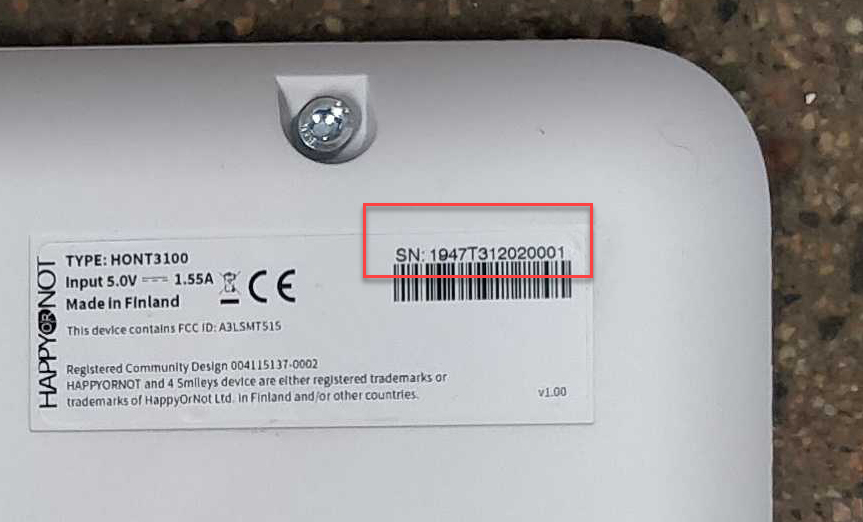 HAPPYORNOT
TYPE: HONT3100
Input 5.0V ⎓ 1.55A
Made in Finland
CE
This device contains FCC ID: A3LSMT515
Registered Community Design 004115137-0002
HAPPYORNOT and 4 Smileys device are either registered trademarks or
trademarks of HappyOrNot Ltd. in Finland and/or other countries.
SN: 1947T312020001
v1.00